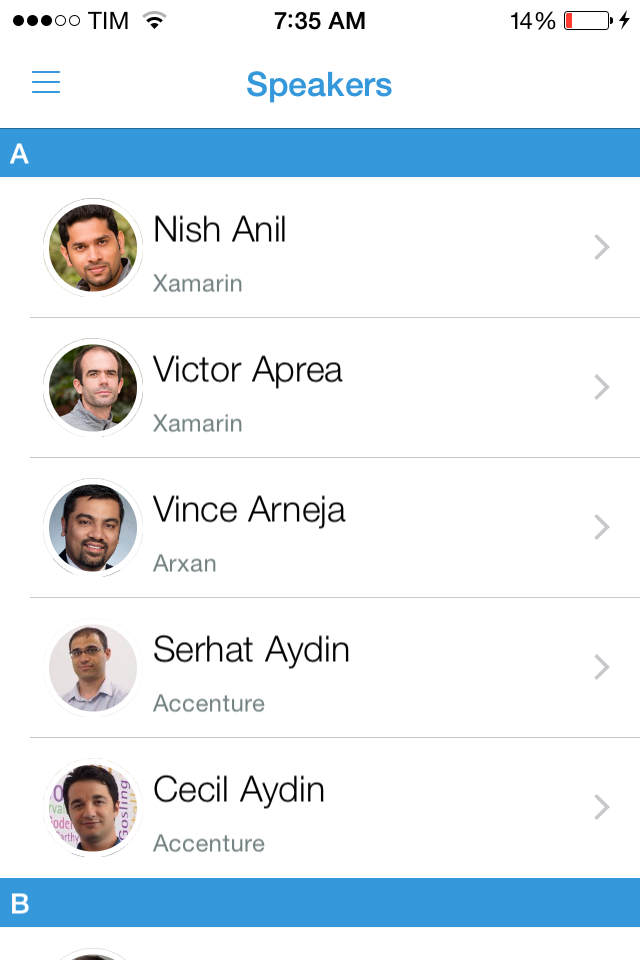 TIM 7:35 AM 14%
Speakers
A
Nish Anil
Xamarin
Victor Aprea
Xamarin
Vince Arneja
Arxan
Serhat Aydin
Accenture
Cecil Aydin
Accenture
Gosling
B